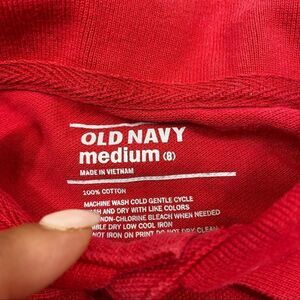 OLD NAVY
medium (8)
MADE IN VIETNAM
100% COTTON
MACHINE WASH COLD GENTLE CYCLE
AND DRY WITH LIKE COLORS
NON-CHLORINE BLEACH WHEN NEEDED
DRY LOW COOL IRON
IRON ON PRINT DO NOT DRY CLEAN